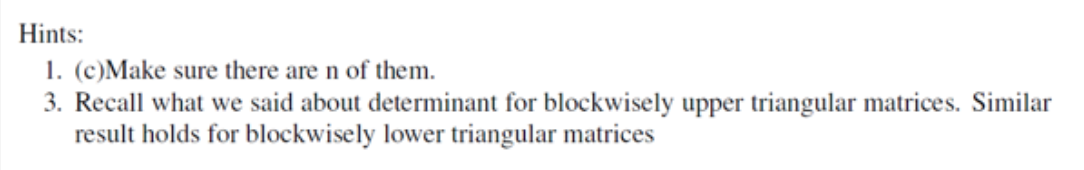 Hints:
1. (c)Make sure there are n of them.
3. Recall what we said about determinant for blockwisely upper triangular matrices. Similar
result holds for blockwisely lower triangular matrices